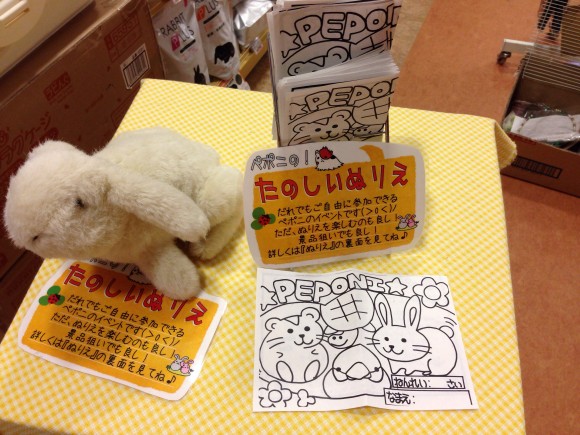 RABBIT
PLUS
PEPONI
PEPONI
ペポニの!
たのしいぬりえ
だれでもご自由に参加できる
ペポニのイベントです(>0<)/
ただ、ぬりえを楽しむのも良し!
景品狙いでも良し!
詳しくは『ぬりえ』の裏面を見てね♪
たのしいぬりえ
だれでもご自由に参加できる
ペポニのイベントです(>0<)/
ただ、ぬりえを楽しむのも良し!
景品狙いでも良し!
詳しくは『ぬりえ』の裏面を見てね♪
★PEPONI★
ねんれい: さい
なまえ: